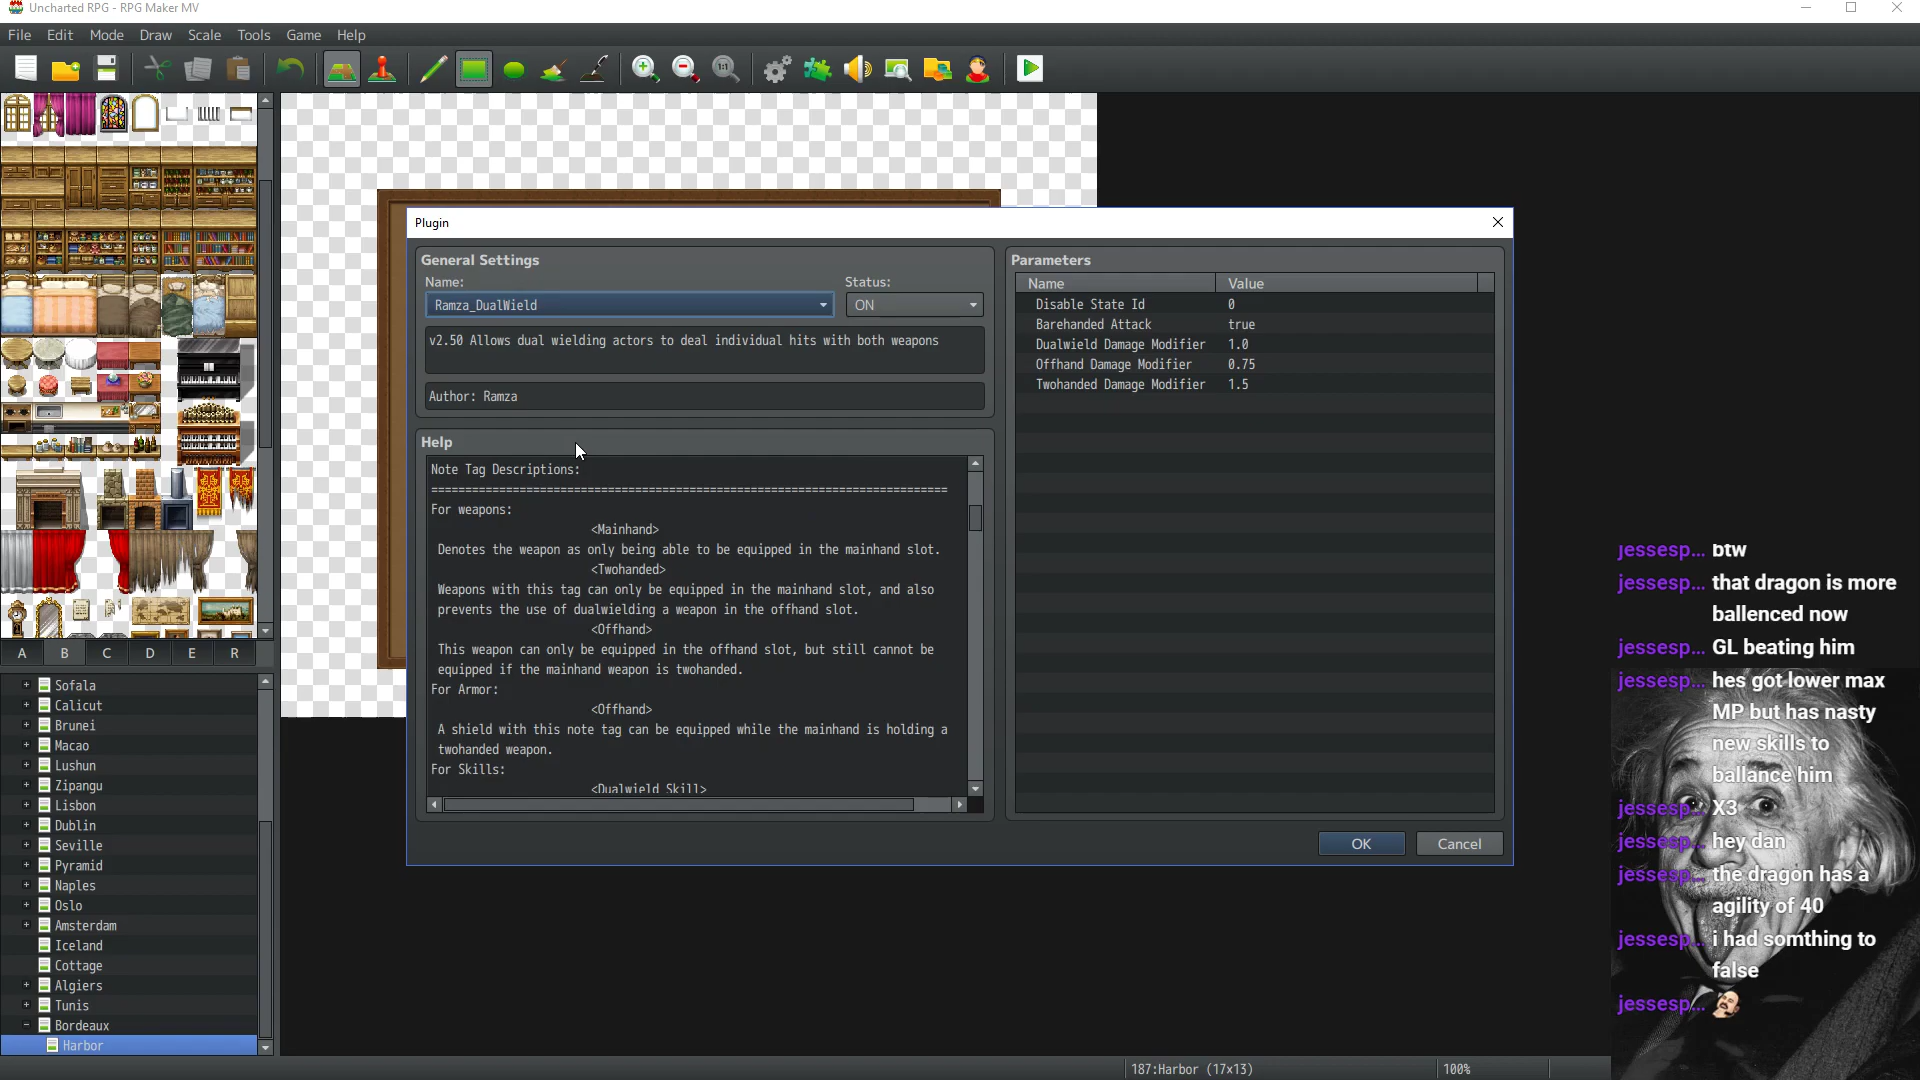 Uncharted RPG - RPG Maker MV
File Edit Mode Draw Scale Tools Game Help
1:1
Plugin
General Settings
Name:
Status:
Ramza_DualWield
ON
v2.50 Allows dual wielding actors to deal individual hits with both weapons
Author: Ramza
Help
Note Tag Descriptions:
===========================================================================
For weapons:
<Mainhand>
Denotes the weapon as only being able to be equipped in the mainhand slot.
<Twohanded>
Weapons with this tag can only be equipped in the mainhand slot, and also
prevents the use of dualwielding a weapon in the offhand slot.
<Offhand>
This weapon can only be equipped in the offhand slot, but still cannot be
equipped if the mainhand weapon is twohanded.
For Armor:
<Offhand>
A shield with this note tag can be equipped while the mainhand is holding a
twohanded weapon.
For Skills:
<Dualwield Skill>
Parameters
Name Value
Disable State Id 0
Barehanded Attack true
Dualwield Damage Modifier 1.0
Offhand Damage Modifier 0.75
Twohanded Damage Modifier 1.5
OK Cancel
A B C D E R
Sofala
Calicut
Brunei
Macao
Lushun
Zipangu
Lisbon
Dublin
Seville
Pyramid
Naples
Oslo
Amsterdam
Iceland
Cottage
Algiers
Tunis
Bordeaux
Harbor
187:Harbor (17x13) 100%
jessesp... btw
jessesp... that dragon is more
ballenced now
jessesp... GL beating him
jessesp... hes got lower max
MP but has nasty
new skills to
ballance him
jessesp... X3
jessesp... hey dan
jessesp... the dragon has a
agility of 40
jessesp... i had somthing to
false
jessesp...